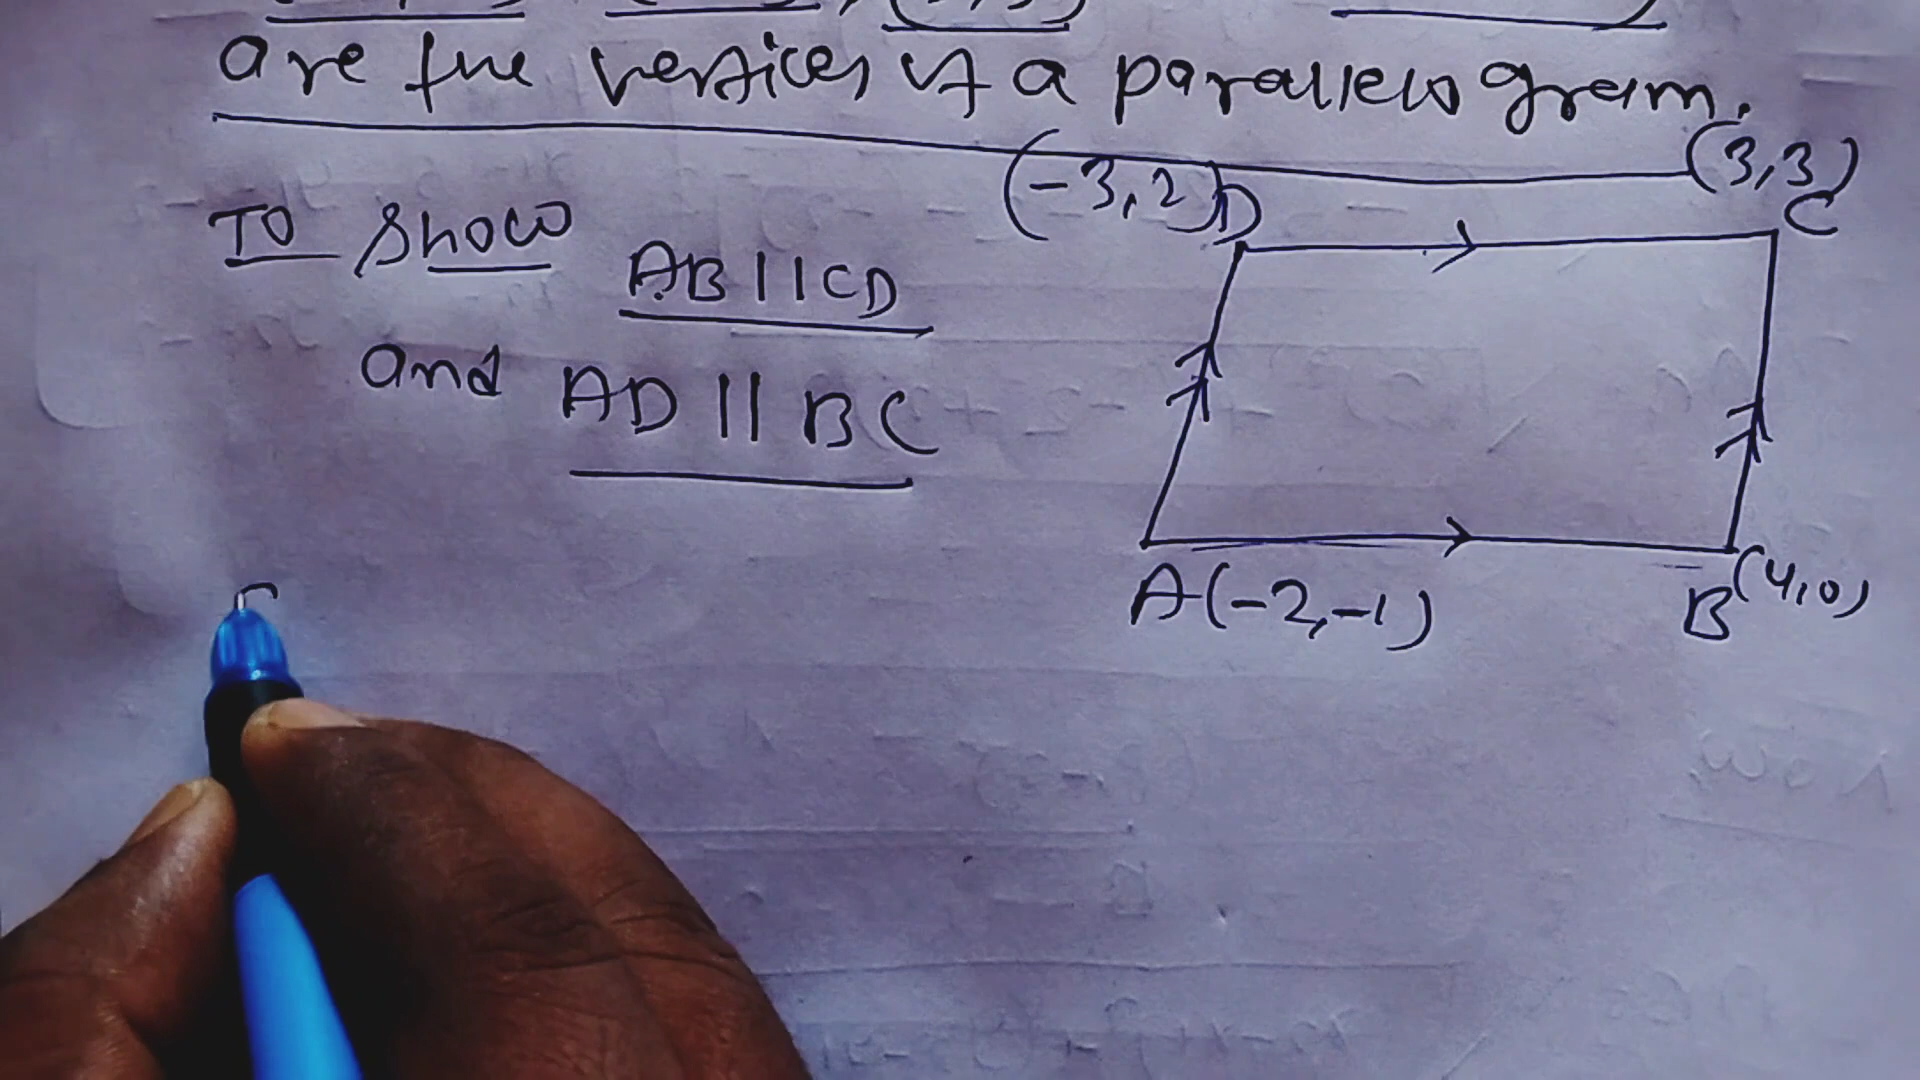 are the vertices of a parallelogram.
To show AB || CD
and AD || BC
(-3,2) D
(3,3) C
A(-2,-1)
B(4,0)